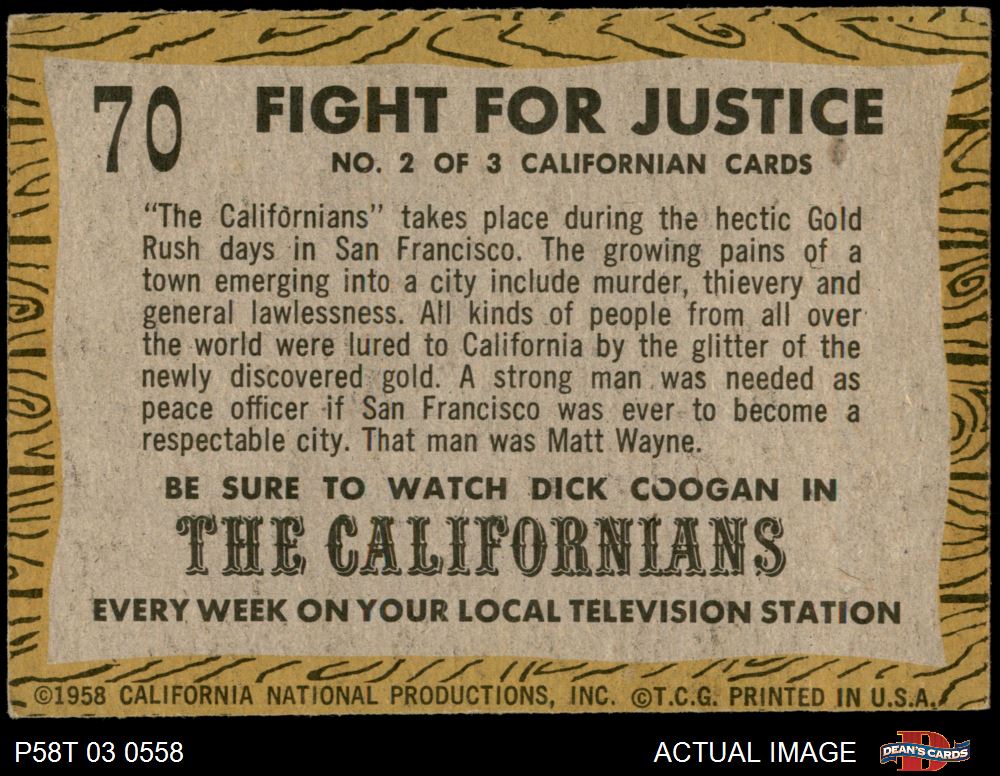 70 FIGHT FOR JUSTICE
NO. 2 OF 3 CALIFORNIAN CARDS
“The Californians” takes place during the hectic Gold
Rush days in San Francisco. The growing pains of a
town emerging into a city include murder, thievery and
general lawlessness. All kinds of people from all over
the world were lured to California by the glitter of the
newly discovered gold. A strong man was needed as
peace officer if San Francisco was ever to become a
respectable city. That man was Matt Wayne.
BE SURE TO WATCH DICK COOGAN IN
THE CALIFORNIANS
EVERY WEEK ON YOUR LOCAL TELEVISION STATION
©1958 CALIFORNIA NATIONAL PRODUCTIONS, INC. ©T.C.G. PRINTED IN U.S.A.
P58T 03 0558
ACTUAL IMAGE
DEAN'S CARDS